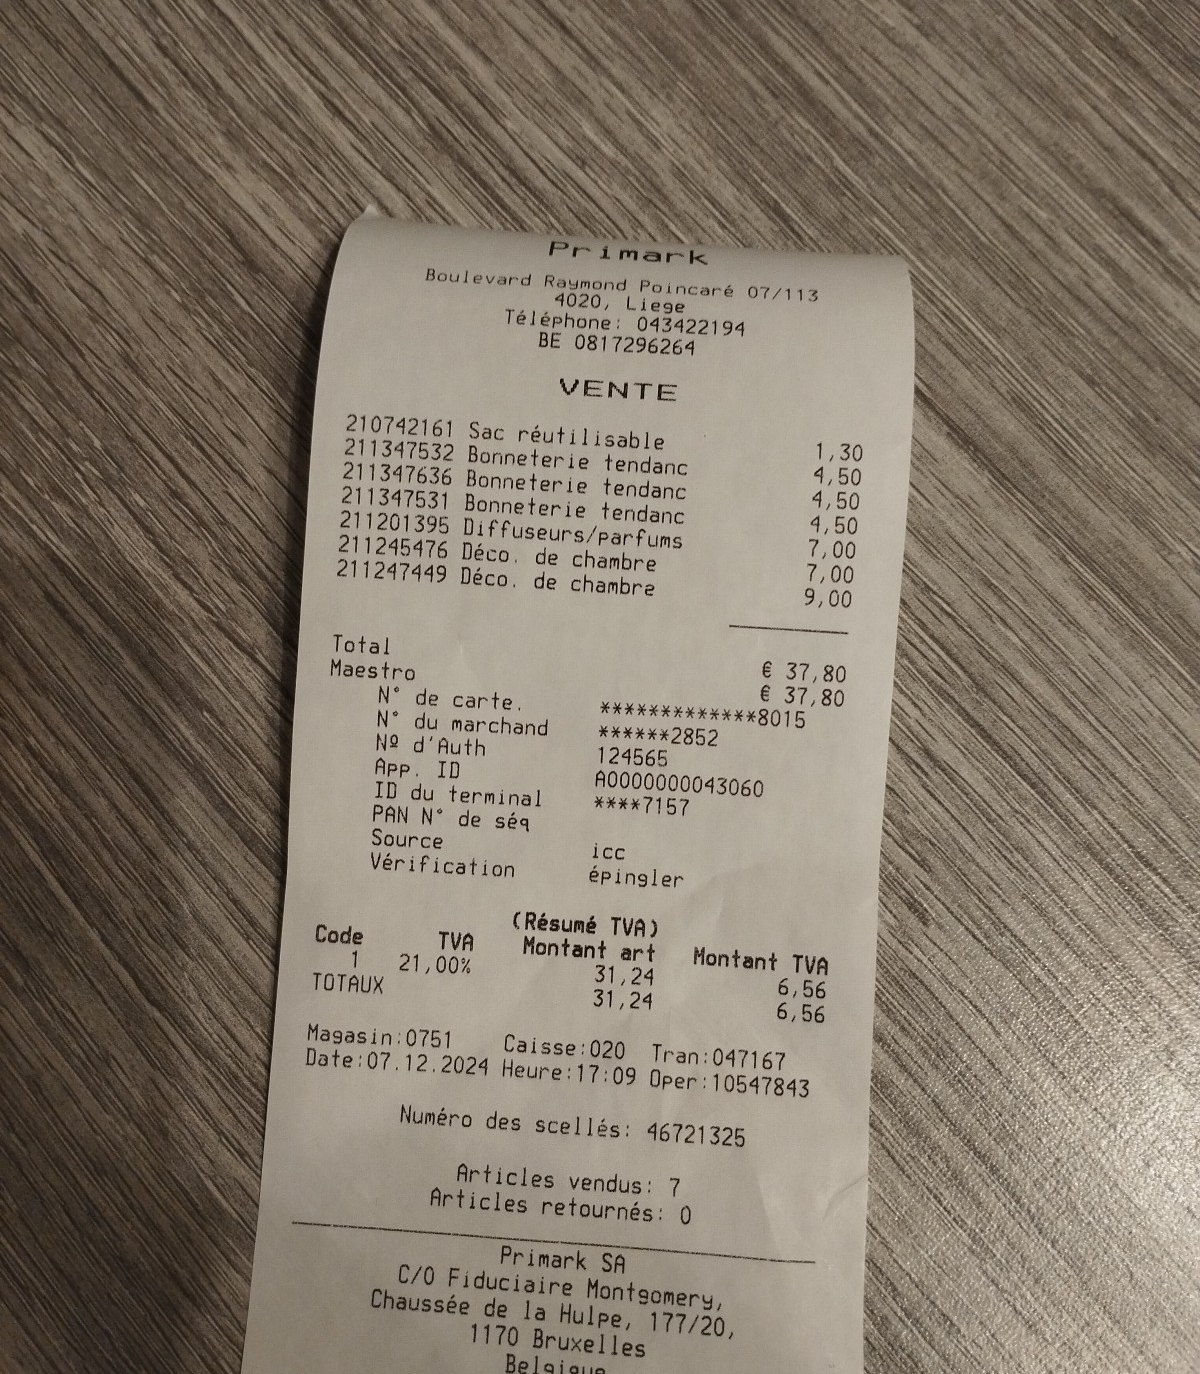 Primark
Boulevard Raymond Poincaré 07/113
4020, Liege
Téléphone: 043422194
BE 0817296264
VENTE
210742161 Sac réutilisable 1,30
211347532 Bonneterie tendanc 4,50
211347636 Bonneterie tendanc 4,50
211347531 Bonneterie tendanc 4,50
211201395 Diffuseurs/parfums 7,00
211245476 Déco. de chambre 7,00
211247449 Déco. de chambre 9,00
Total € 37,80
Maestro € 37,80
N° de carte. *************8015
N° du marchand ******2852
Nº d'Auth 124565
App. ID A0000000043060
ID du terminal ****7157
PAN N° de séq
Source icc
Vérification épingler
(Résumé TVA)
Code TVA Montant art Montant TVA
1 21,00% 31,24 6,56
TOTAUX 31,24 6,56
Magasin:0751 Caisse:020 Tran:047167
Date:07.12.2024 Heure:17:09 Oper:10547843
Numéro des scellés: 46721325
Articles vendus: 7
Articles retournés: 0
Primark SA
C/O Fiduciaire Montgomery,
Chaussée de la Hulpe, 177/20,
1170 Bruxelles
Belgique